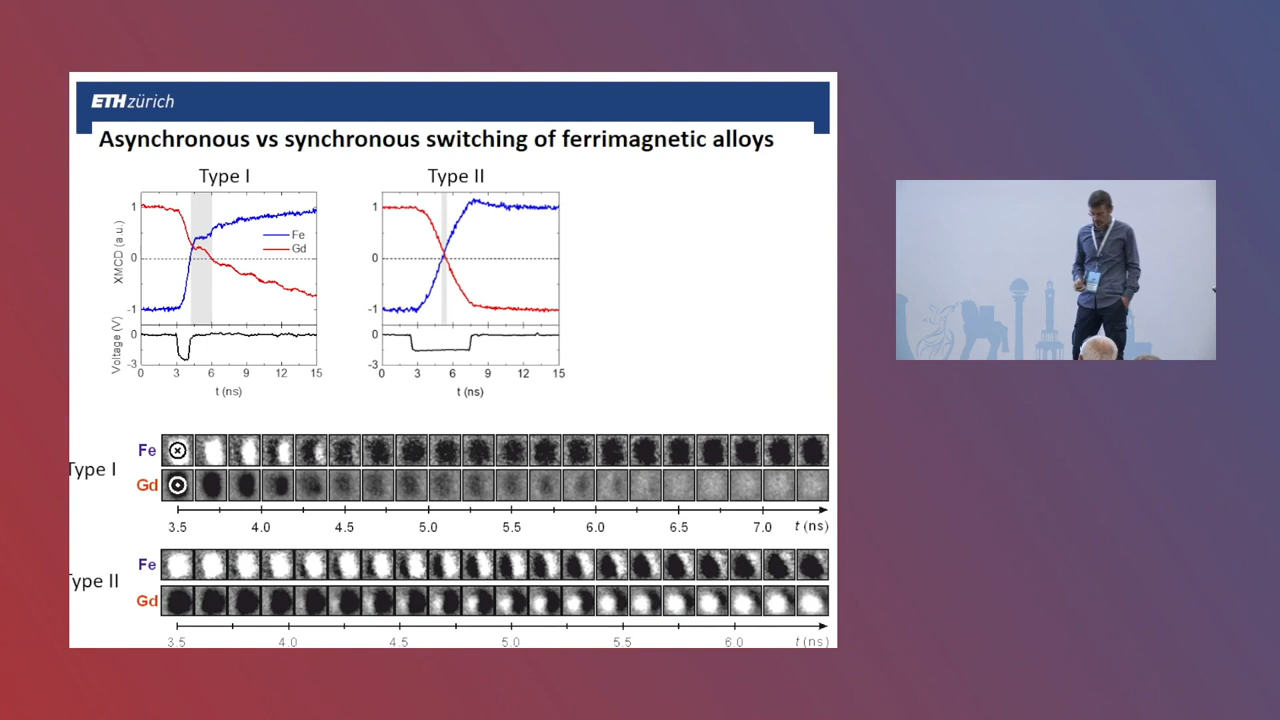 ETH zürich
Asynchronous vs synchronous switching of ferrimagnetic alloys
Type I
Type II
XMCD (a.u.)
1
0
-1
Fe
Gd
1
0
-1
Voltage (V)
0
-3
0 3 6 9 12 15
t (ns)
0
-3
0 3 6 9 12 15
t (ns)
Type I
Fe
Gd
3.5 4.0 4.5 5.0 5.5 6.0 6.5 7.0 t (ns)
Type II
Fe
Gd
3.5 4.0 4.5 5.0 5.5 6.0 t (ns)